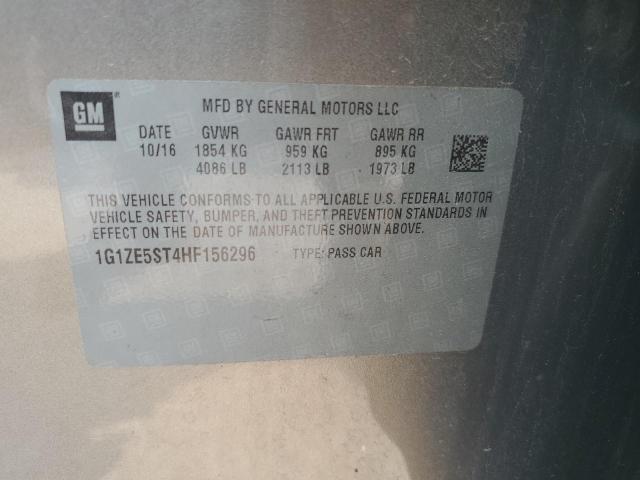 GM
MFD BY GENERAL MOTORS LLC
DATE GVWR GAWR FRT GAWR RR
10/16 1854 KG 959 KG 895 KG
4086 LB 2113 LB 1973 LB
THIS VEHICLE CONFORMS TO ALL APPLICABLE U.S. FEDERAL MOTOR
VEHICLE SAFETY, BUMPER, AND THEFT PREVENTION STANDARDS IN
EFFECT ON THE DATE OF MANUFACTURE SHOWN ABOVE.
1G1ZE5ST4HF156296 TYPE: PASS CAR